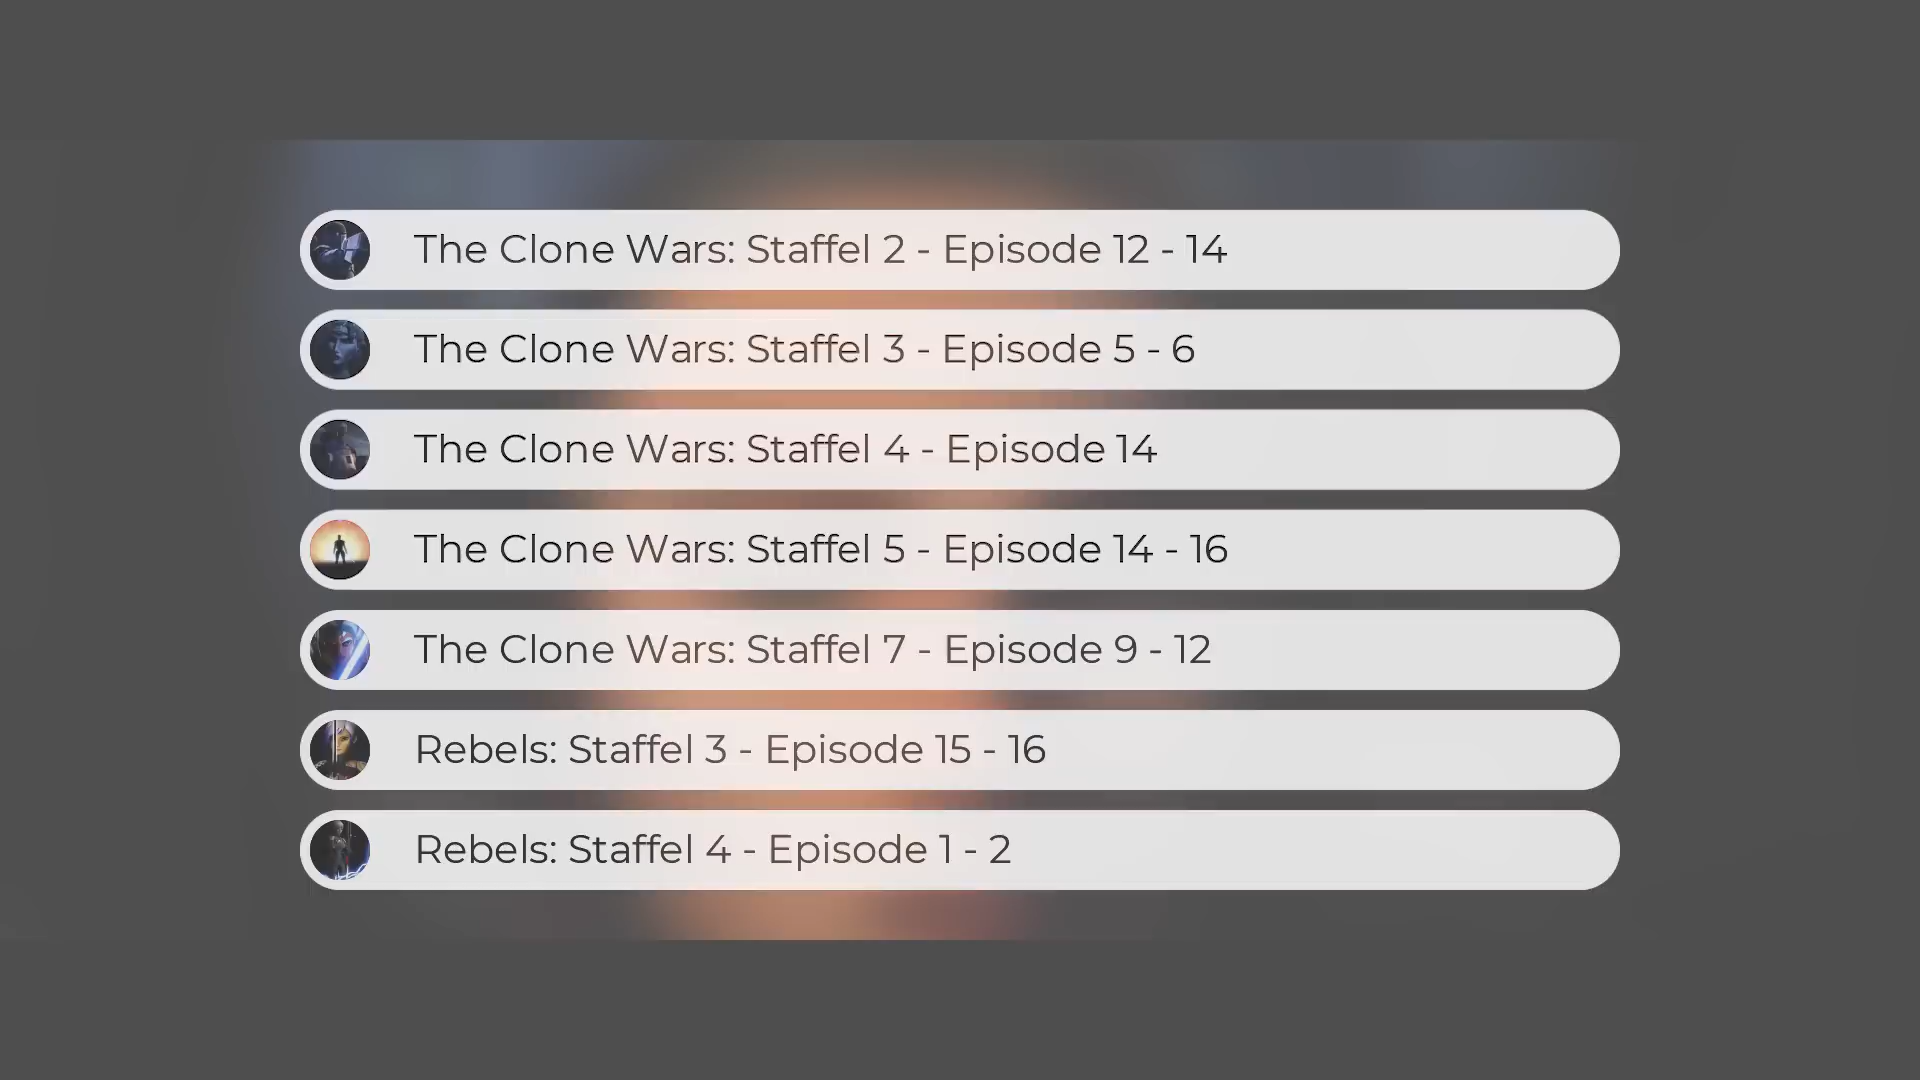 The Clone Wars: Staffel 2 - Episode 12 - 14
The Clone Wars: Staffel 3 - Episode 5 - 6
The Clone Wars: Staffel 4 - Episode 14
The Clone Wars: Staffel 5 - Episode 14 - 16
The Clone Wars: Staffel 7 - Episode 9 - 12
Rebels: Staffel 3 - Episode 15 - 16
Rebels: Staffel 4 - Episode 1 - 2